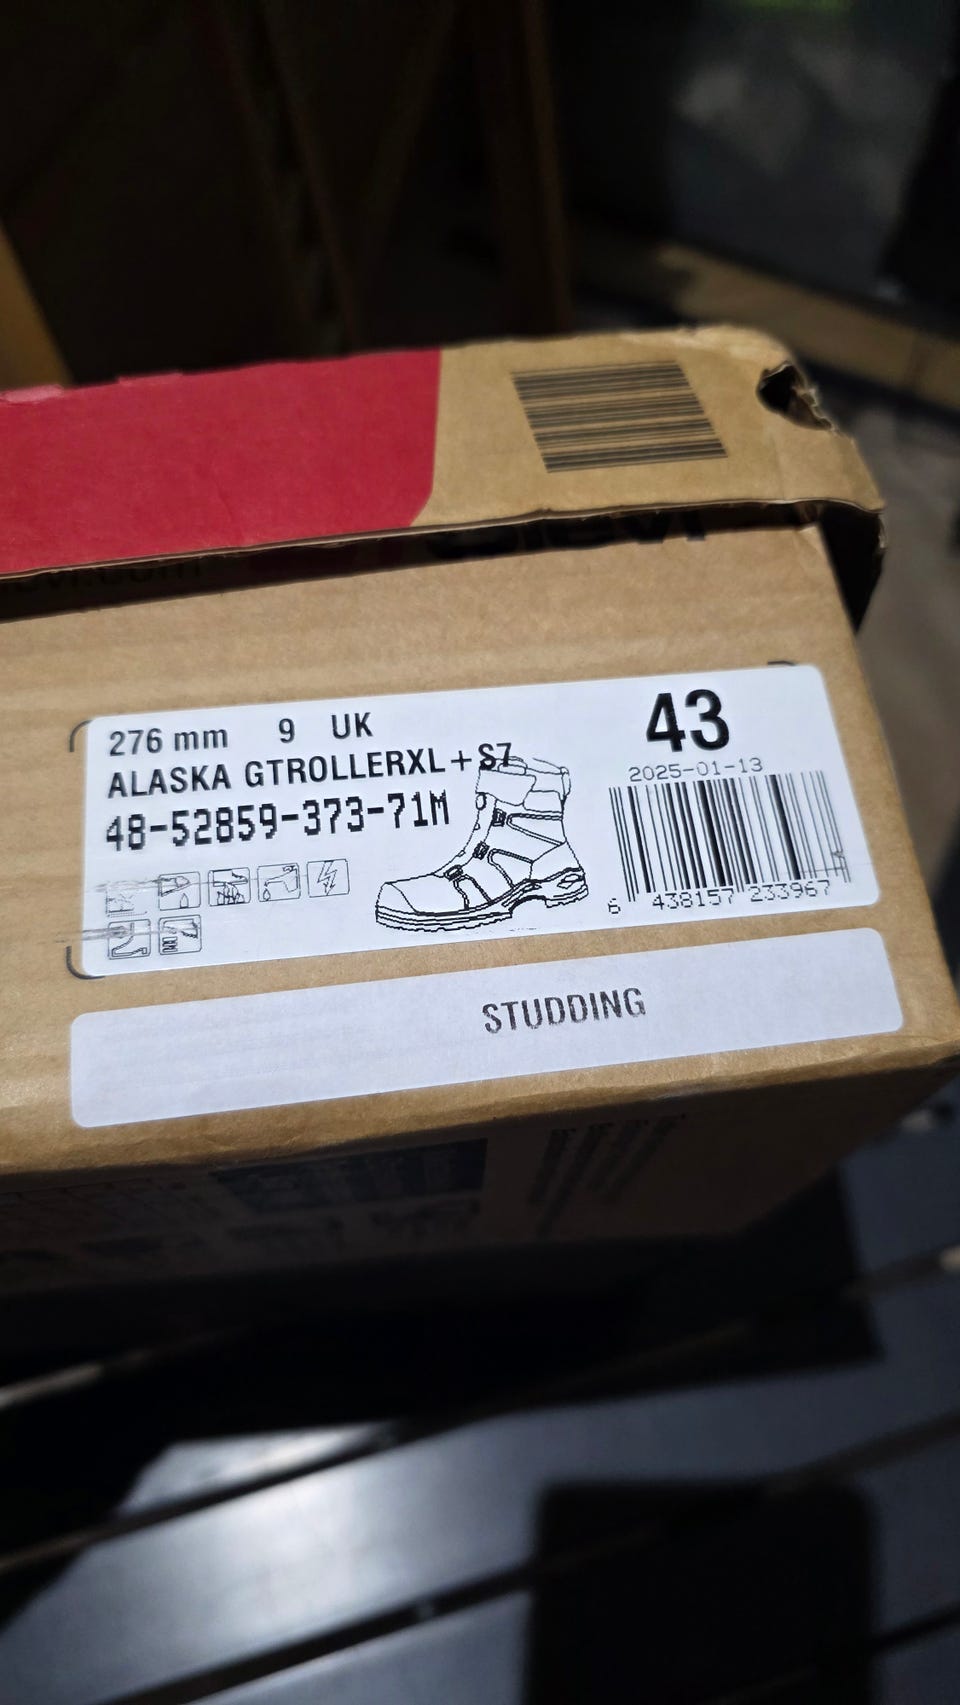 276 mm 9 UK
43
ALASKA GTROLLERXL+S7
2025-01-13
48-52859-373-71M
6 438157 233967
STUDDING